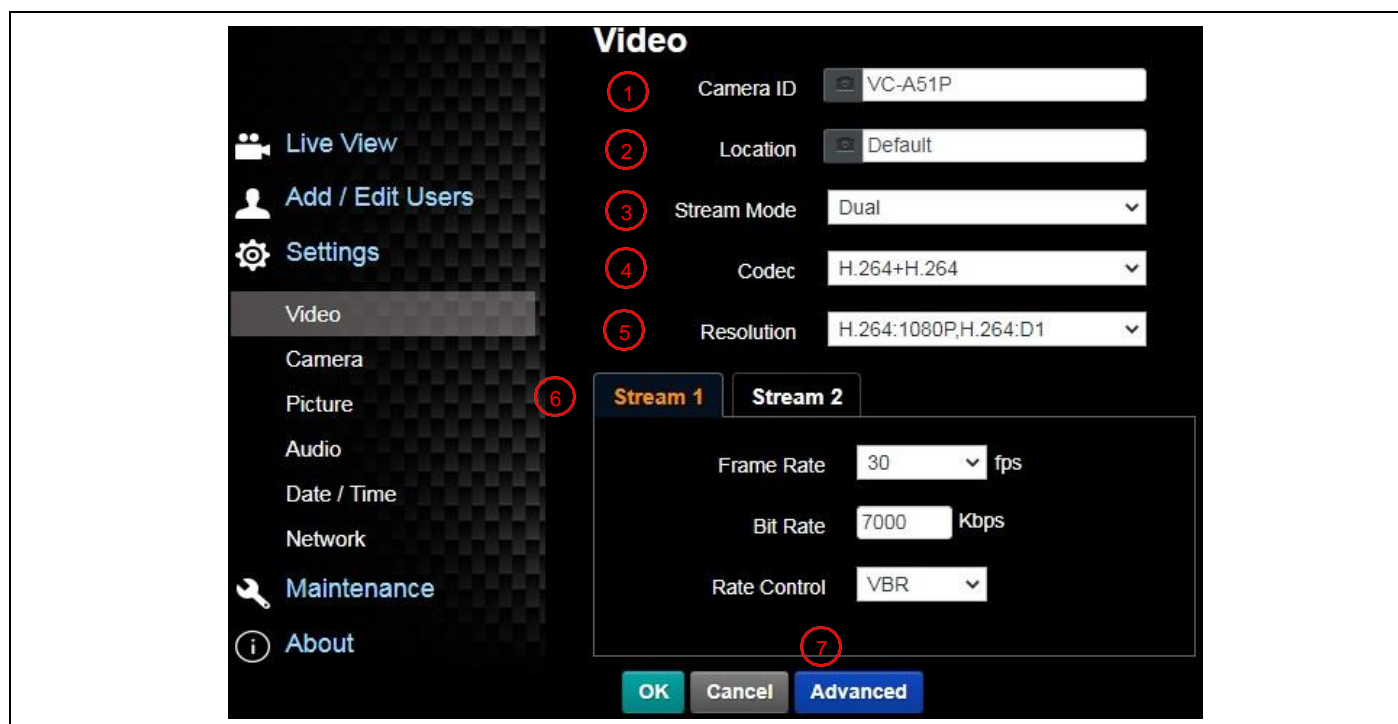 Video
1 Camera ID VC-A51P
2 Location Default
3 Stream Mode Dual
4 Codec H.264+H.264
5 Resolution H.264:1080P,H.264:D1
6 Stream 1 Stream 2
Frame Rate 30 fps
Bit Rate 7000 Kbps
Rate Control VBR
7
OK Cancel Advanced
Live View
Add / Edit Users
Settings
Video
Camera
Picture
Audio
Date / Time
Network
Maintenance
About